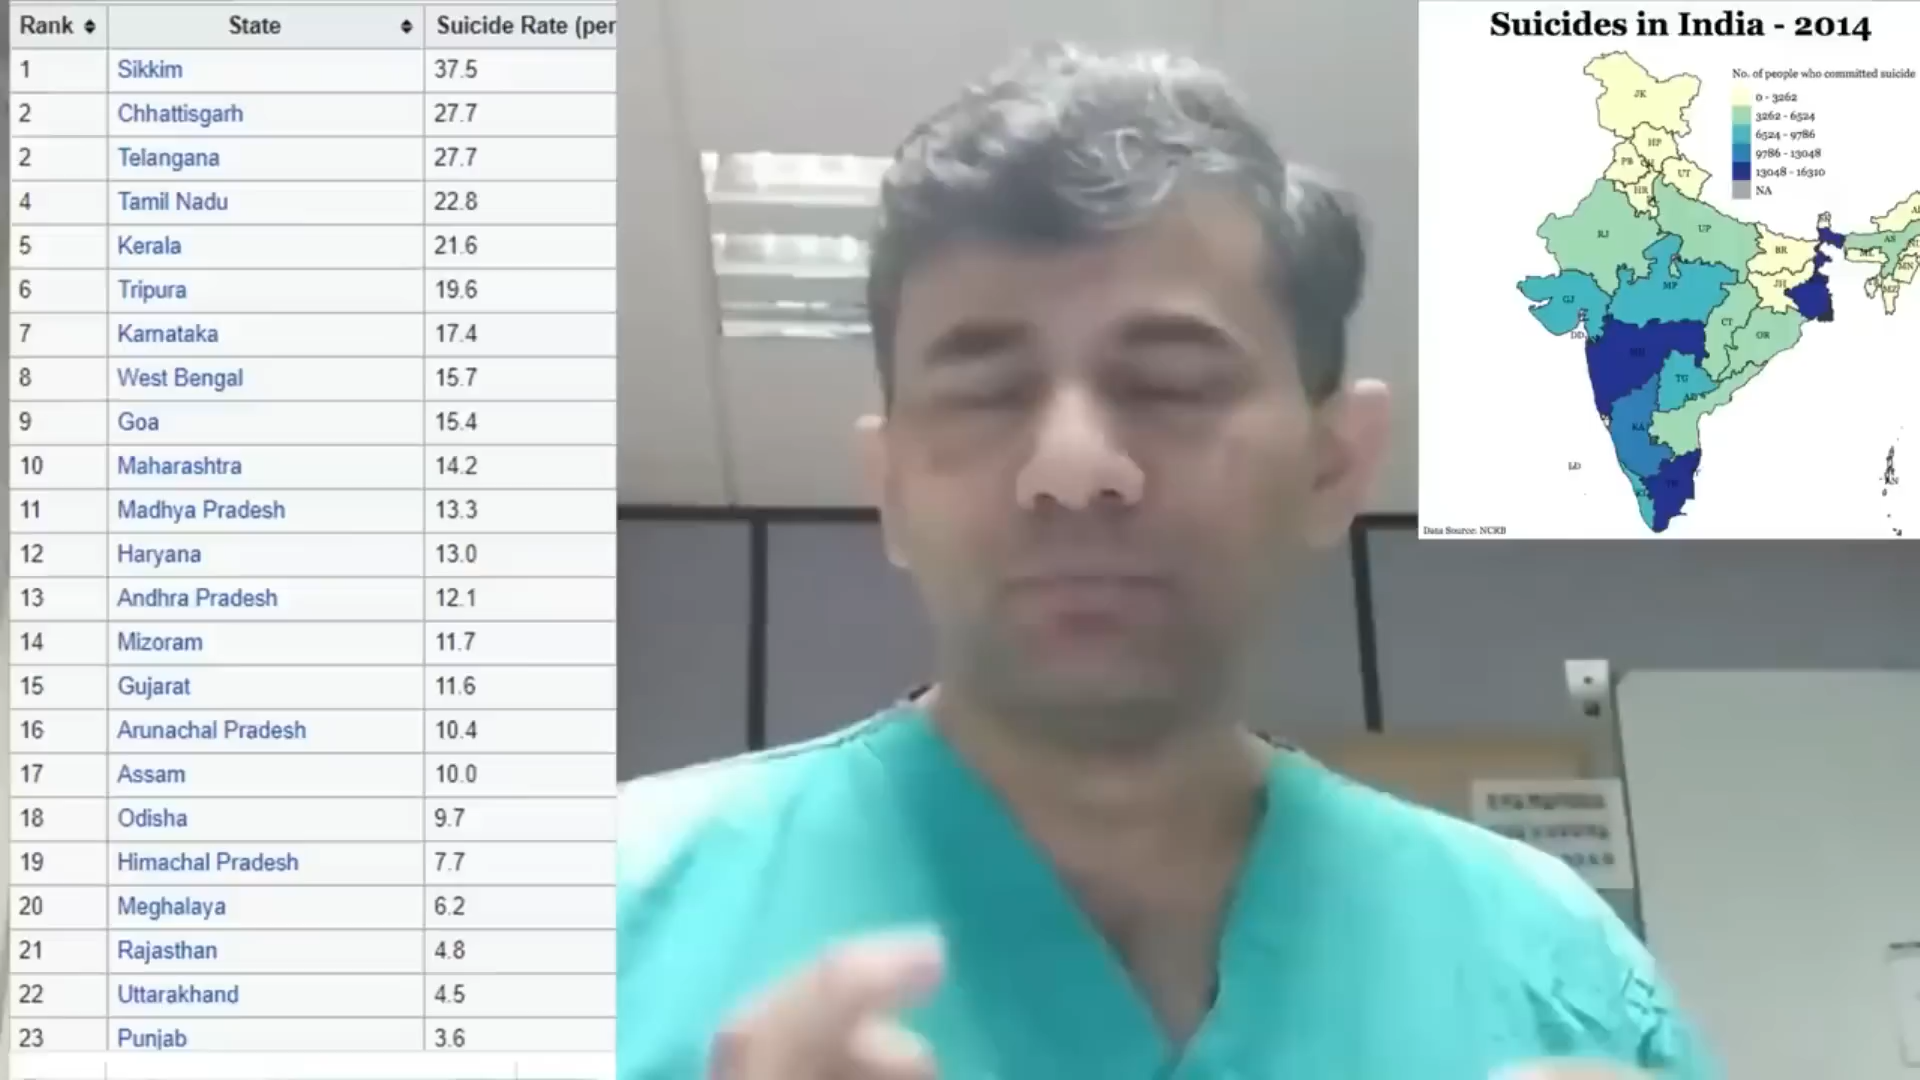 Rank State Suicide Rate (per
1 Sikkim 37.5
2 Chhattisgarh 27.7
2 Telangana 27.7
4 Tamil Nadu 22.8
5 Kerala 21.6
6 Tripura 19.6
7 Karnataka 17.4
8 West Bengal 15.7
9 Goa 15.4
10 Maharashtra 14.2
11 Madhya Pradesh 13.3
12 Haryana 13.0
13 Andhra Pradesh 12.1
14 Mizoram 11.7
15 Gujarat 11.6
16 Arunachal Pradesh 10.4
17 Assam 10.0
18 Odisha 9.7
19 Himachal Pradesh 7.7
20 Meghalaya 6.2
21 Rajasthan 4.8
22 Uttarakhand 4.5
23 Punjab 3.6
Suicides in India - 2014
No. of people who committed suicide
0 - 3262
3262 - 6524
6524 - 9786
9786 - 13048
13048 - 16310
NA
JK
HP
PB
UT
HR
RJ
UP
BR
AS
MP
JH
GJ
CT
OR
DD
TG
KA
LD
AN
Data Source: NCRB